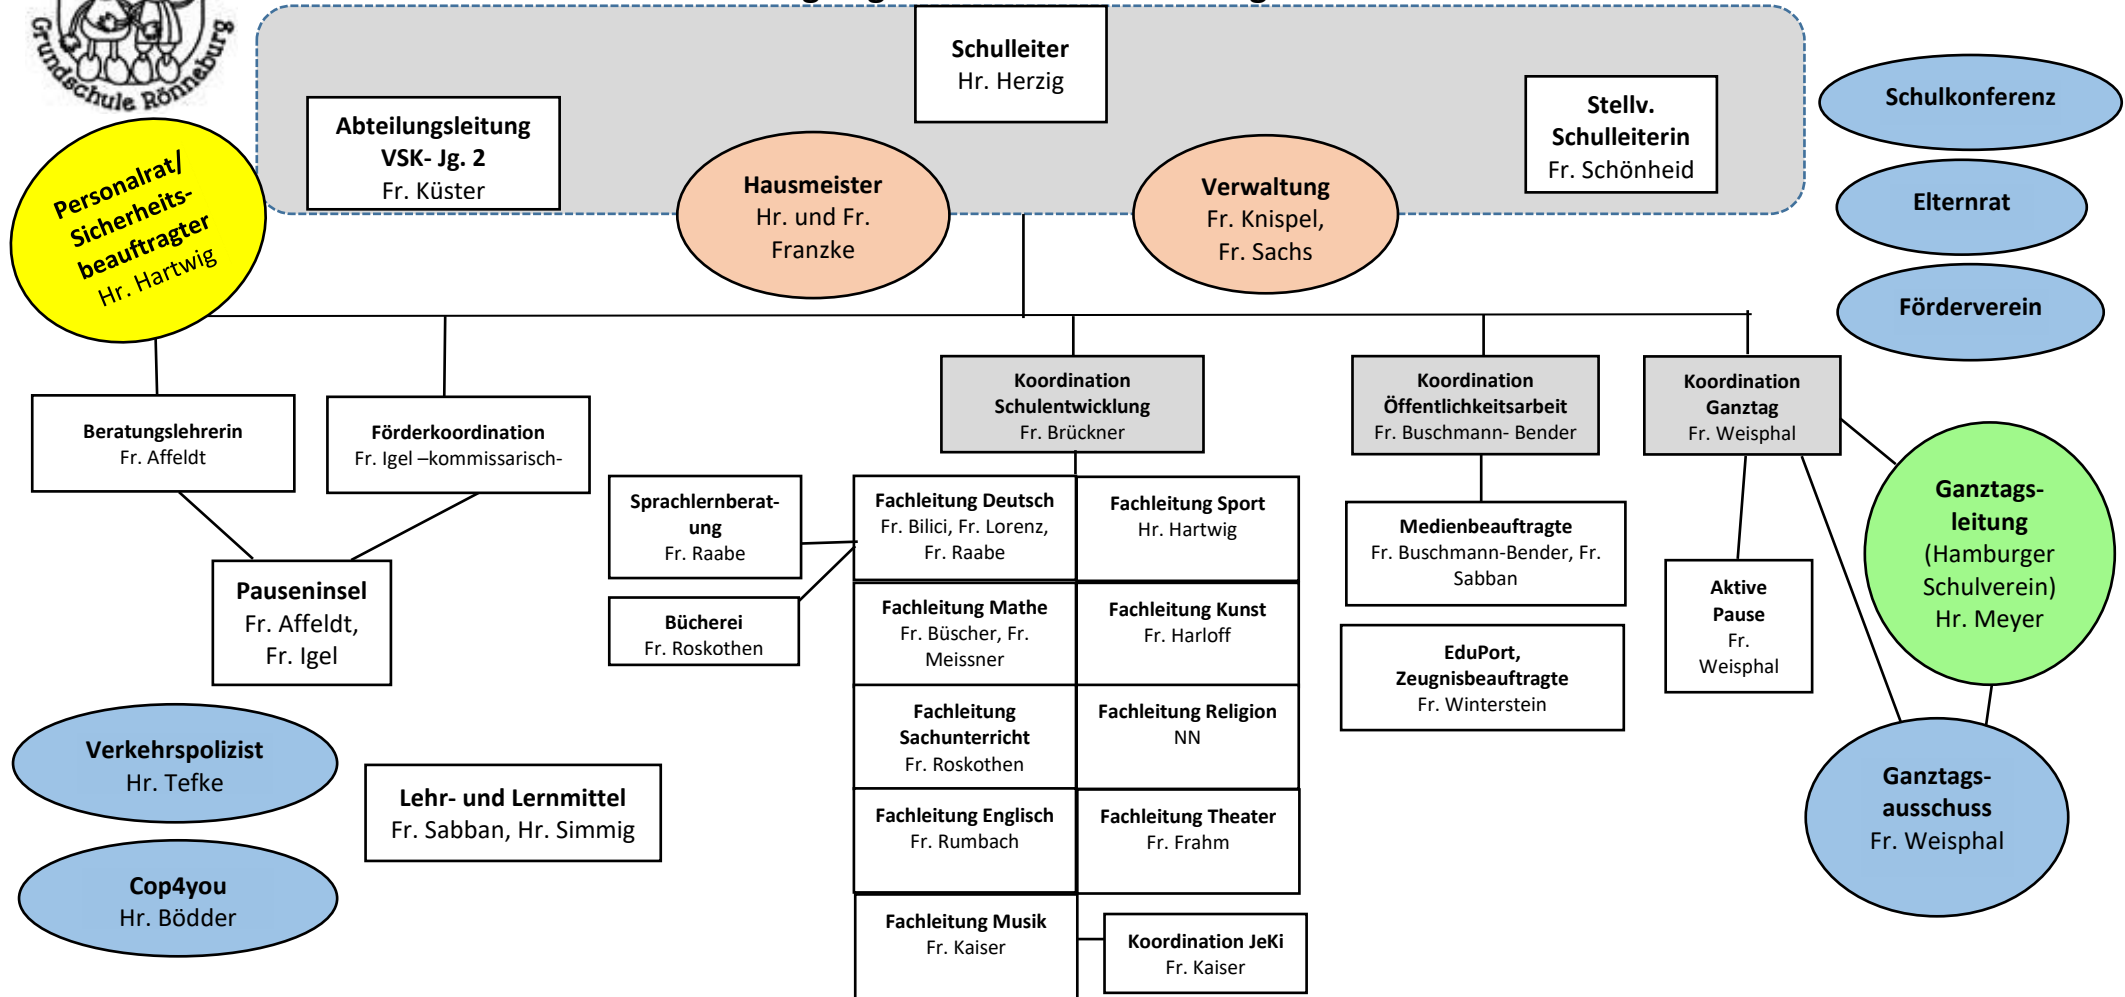 Grundschule Rönneburg
Schulleiter
Hr. Herzig
Abteilungsleitung
VSK- Jg. 2
Fr. Küster
Stellv.
Schulleiterin
Fr. Schönheid
Hausmeister
Hr. und Fr.
Franzke
Verwaltung
Fr. Knispel,
Fr. Sachs
Personalrat/
Sicherheits-
beauftragter
Hr. Hartwig
Schulkonferenz
Elternrat
Förderverein
Beratungslehrerin
Fr. Affeldt
Förderkoordination
Fr. Igel –kommissarisch-
Koordination
Schulentwicklung
Fr. Brückner
Koordination
Öffentlichkeitsarbeit
Fr. Buschmann- Bender
Koordination
Ganztag
Fr. Weisphal
Pauseninsel
Fr. Affeldt,
Fr. Igel
Sprachlernberat-
ung
Fr. Raabe
Bücherei
Fr. Roskothen
Fachleitung Deutsch
Fr. Bilici, Fr. Lorenz,
Fr. Raabe
Fachleitung Sport
Hr. Hartwig
Fachleitung Mathe
Fr. Büscher, Fr.
Meissner
Fachleitung Kunst
Fr. Harloff
Fachleitung
Sachunterricht
Fr. Roskothen
Fachleitung Religion
NN
Fachleitung Englisch
Fr. Rumbach
Fachleitung Theater
Fr. Frahm
Fachleitung Musik
Fr. Kaiser
Koordination JeKi
Fr. Kaiser
Medienbeauftragte
Fr. Buschmann-Bender, Fr.
Sabban
EduPort,
Zeugnisbeauftragte
Fr. Winterstein
Aktive
Pause
Fr.
Weisphal
Ganztags-
leitung
(Hamburger
Schulverein)
Hr. Meyer
Ganztags-
ausschuss
Fr. Weisphal
Verkehrspolizist
Hr. Tefke
Cop4you
Hr. Bödder
Lehr- und Lernmittel
Fr. Sabban, Hr. Simmig